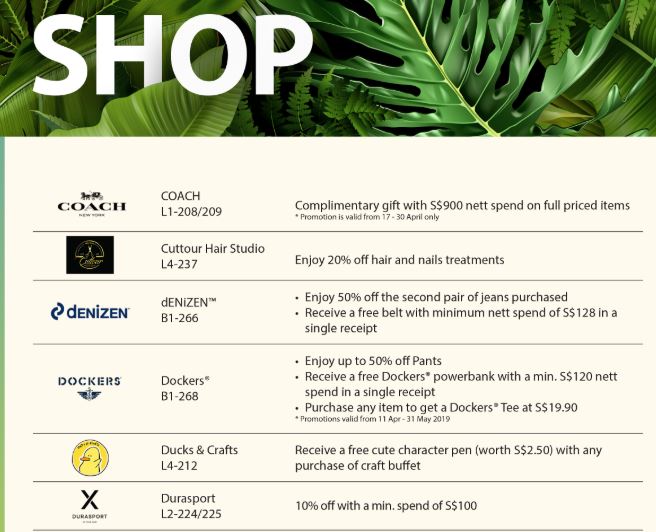 SHOP
COACH
NEW YORK
COACH
L1-208/209
Complimentary gift with S$900 nett spend on full priced items
* Promotion is valid from 17 - 30 April only
Cuttour Hair Studio
L4-237
Enjoy 20% off hair and nails treatments
DENIZEN
dENiZEN™
B1-266
• Enjoy 50% off the second pair of jeans purchased
• Receive a free belt with minimum nett spend of S$128 in a
single receipt
DOCKERS
Dockers®
B1-268
• Enjoy up to 50% off Pants
• Receive a free Dockers® powerbank with a min. S$120 nett
spend in a single receipt
• Purchase any item to get a Dockers® Tee at S$19.90
* Promotions valid from 11 Apr - 31 May 2019
Ducks & Crafts
L4-212
Receive a free cute character pen (worth S$2.50) with any
purchase of craft buffet
X
DURASPORT
Durasport
L2-224/225
10% off with a min. spend of S$100